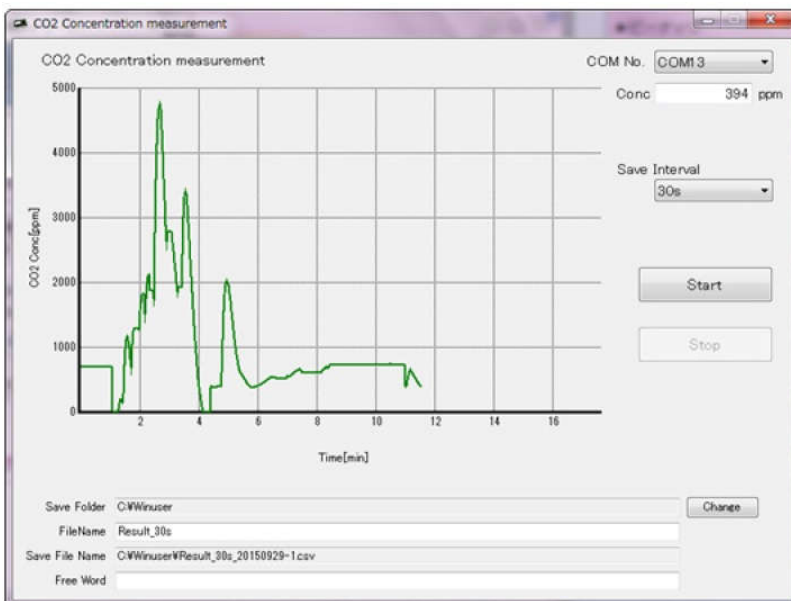 CO2 Concentration measurement
CO2 Concentration measurement
COM No. COM13
Conc 394 ppm
Save Interval
30s
Start
Stop
5000
4000
3000
2000
1000
0
CO2 Conc[ppm]
2 4 6 8 10 12 14 16
Time[min]
Save Folder C:¥Winuser Change
FileName Result_30s
Save File Name C:¥Winuser¥Result_30s_20150929-1.csv
Free Word